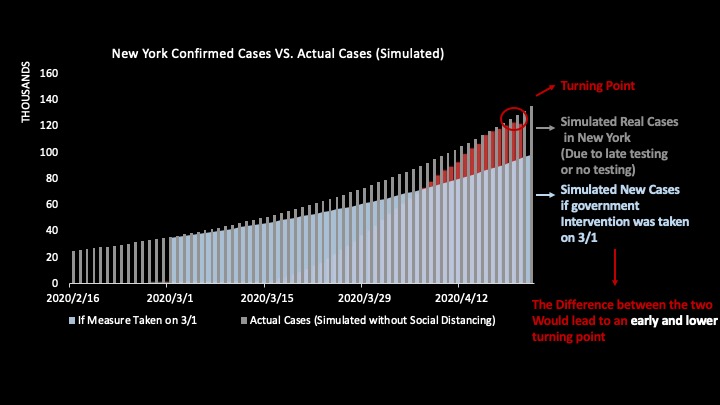 New York Confirmed Cases VS. Actual Cases (Simulated)
THOUSANDS
160
140
120
100
80
60
40
20
0
2020/2/16
2020/3/1
2020/3/15
2020/3/29
2020/4/12
If Measure Taken on 3/1
Actual Cases (Simulated without Social Distancing)
Turning Point
Simulated Real Cases
in New York
(Due to late testing
or no testing)
Simulated New Cases
if government
Intervention was taken
on 3/1
The Difference between the two
Would lead to an early and lower
turning point